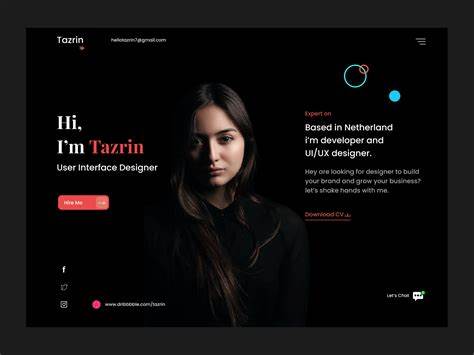 Tazrin
hellotazrin7@gmail.com
Hi,
I'm Tazrin
User Interface Designer
Hire Me
Expert on
Based in Netherland
i'm developer and
UI/UX designer.
Hey are looking for designer to build
your brand and grow your business?
let's shake hands with me.
Download CV
www.dribbbble.com/tazrin
Let's Chat